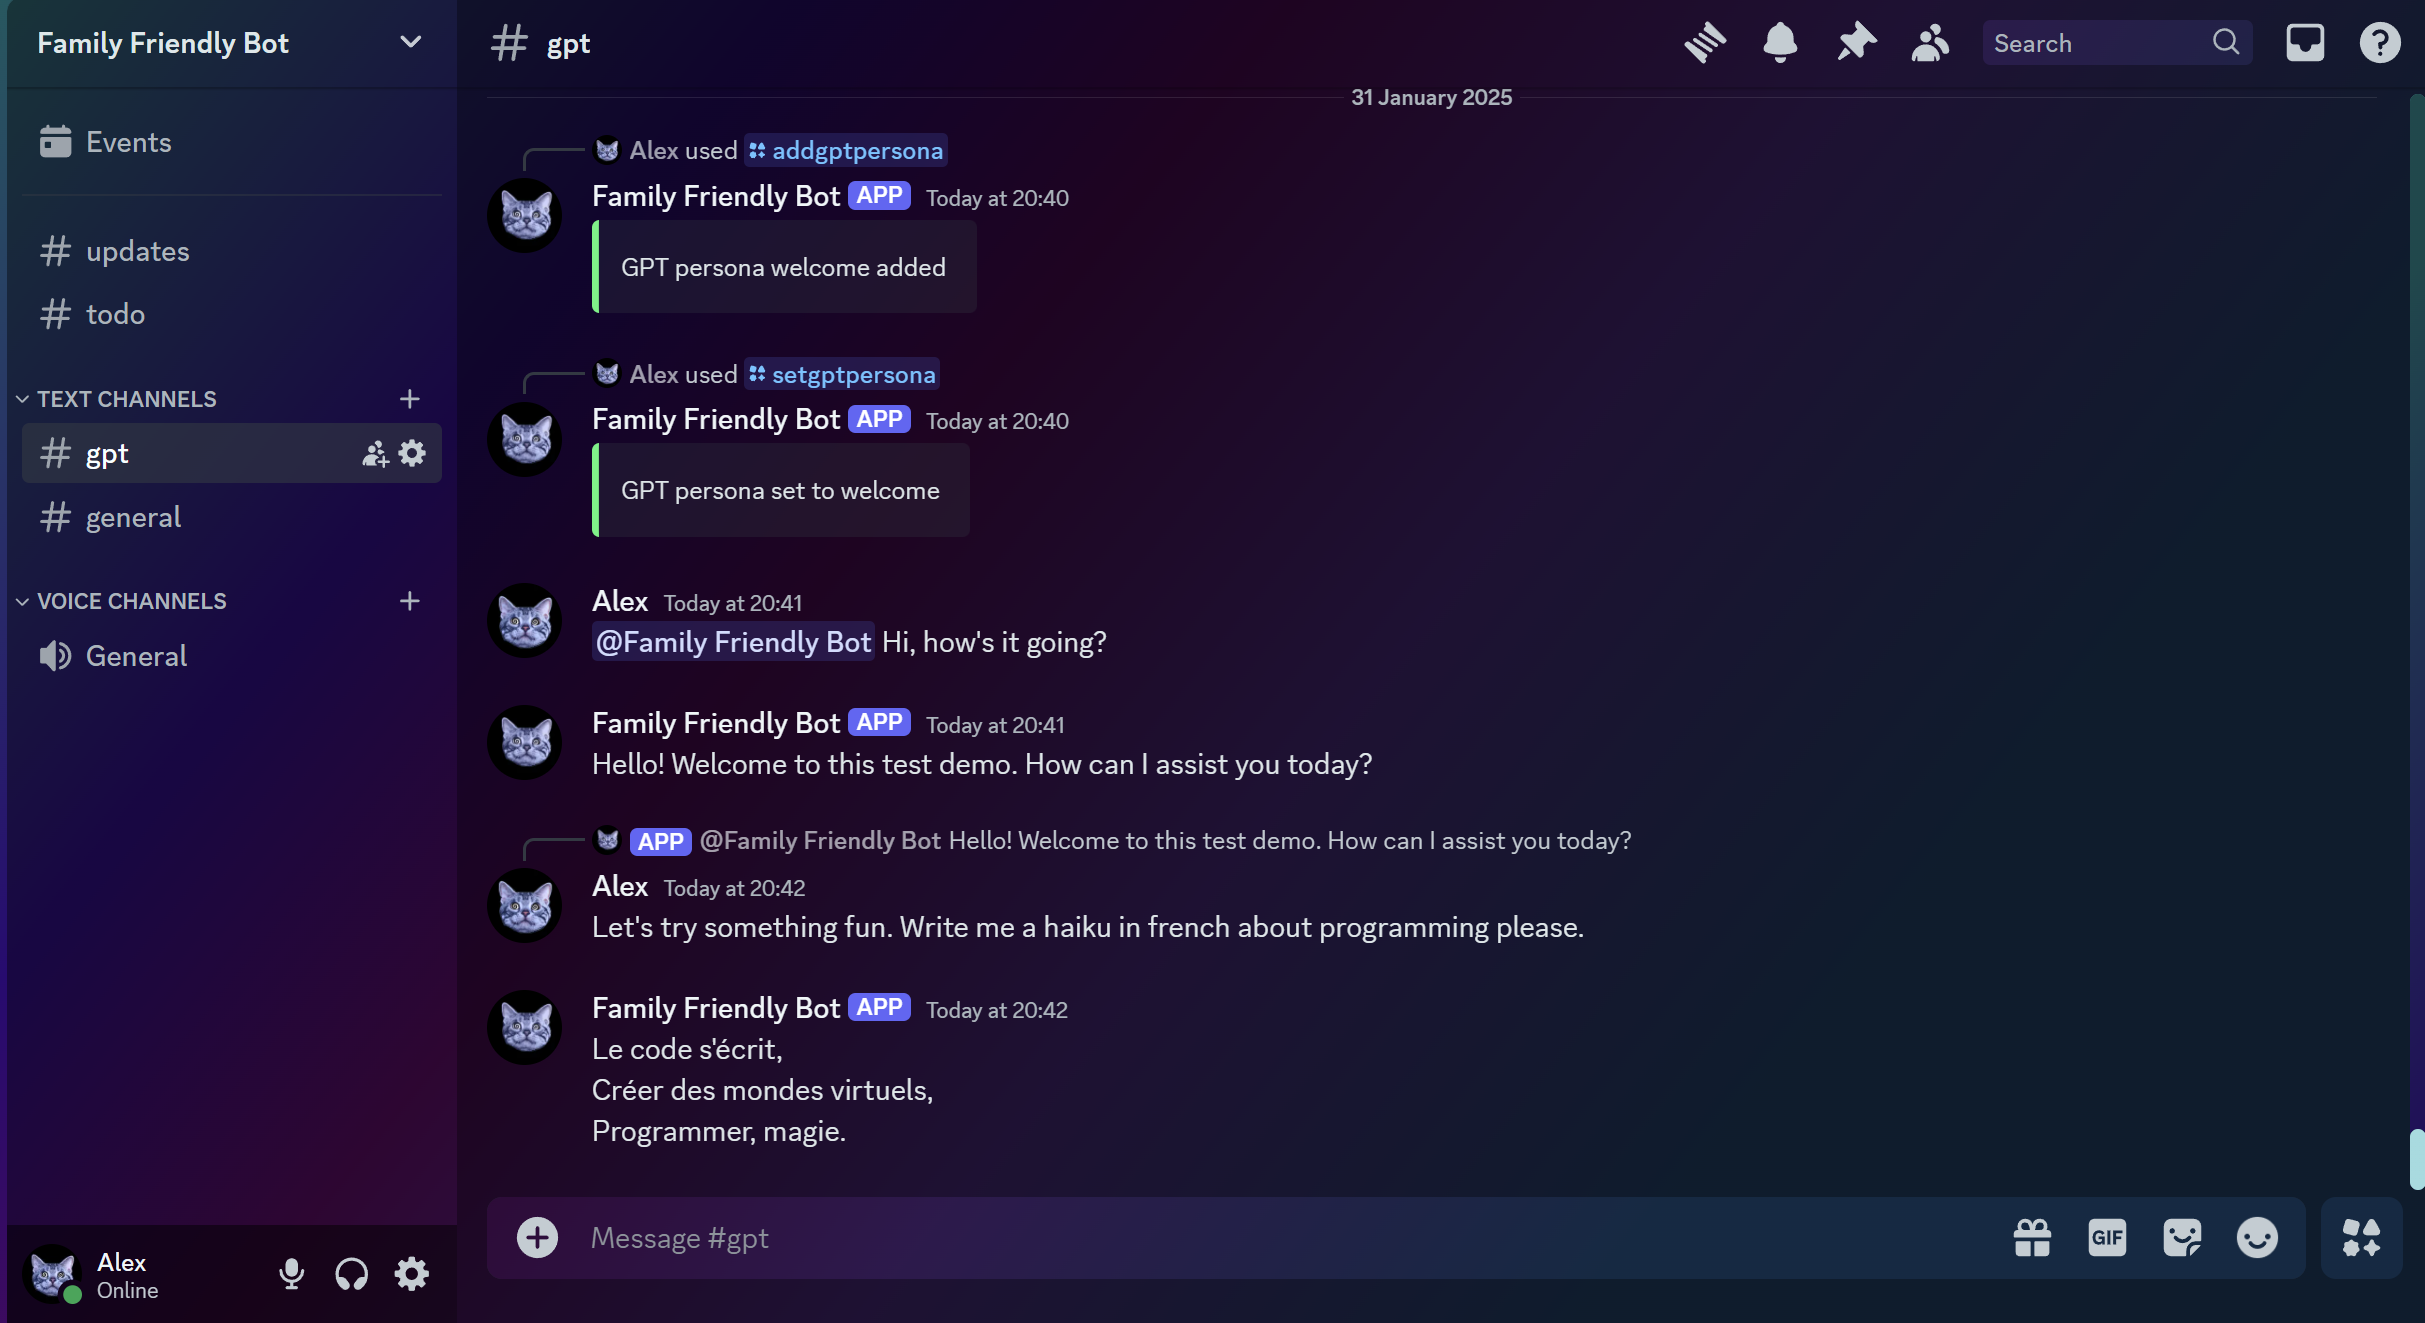 Family Friendly Bot
Events
updates
todo
TEXT CHANNELS
gpt
general
VOICE CHANNELS
General
Alex
Online
gpt
Search
31 January 2025
Alex used addgptpersona
Family Friendly Bot APP Today at 20:40
GPT persona welcome added
Alex used setgptpersona
Family Friendly Bot APP Today at 20:40
GPT persona set to welcome
Alex Today at 20:41
@Family Friendly Bot Hi, how's it going?
Family Friendly Bot APP Today at 20:41
Hello! Welcome to this test demo. How can I assist you today?
APP @Family Friendly Bot Hello! Welcome to this test demo. How can I assist you today?
Alex Today at 20:42
Let's try something fun. Write me a haiku in french about programming please.
Family Friendly Bot APP Today at 20:42
Le code s'écrit,
Créer des mondes virtuels,
Programmer, magie.
Message #gpt
GIF